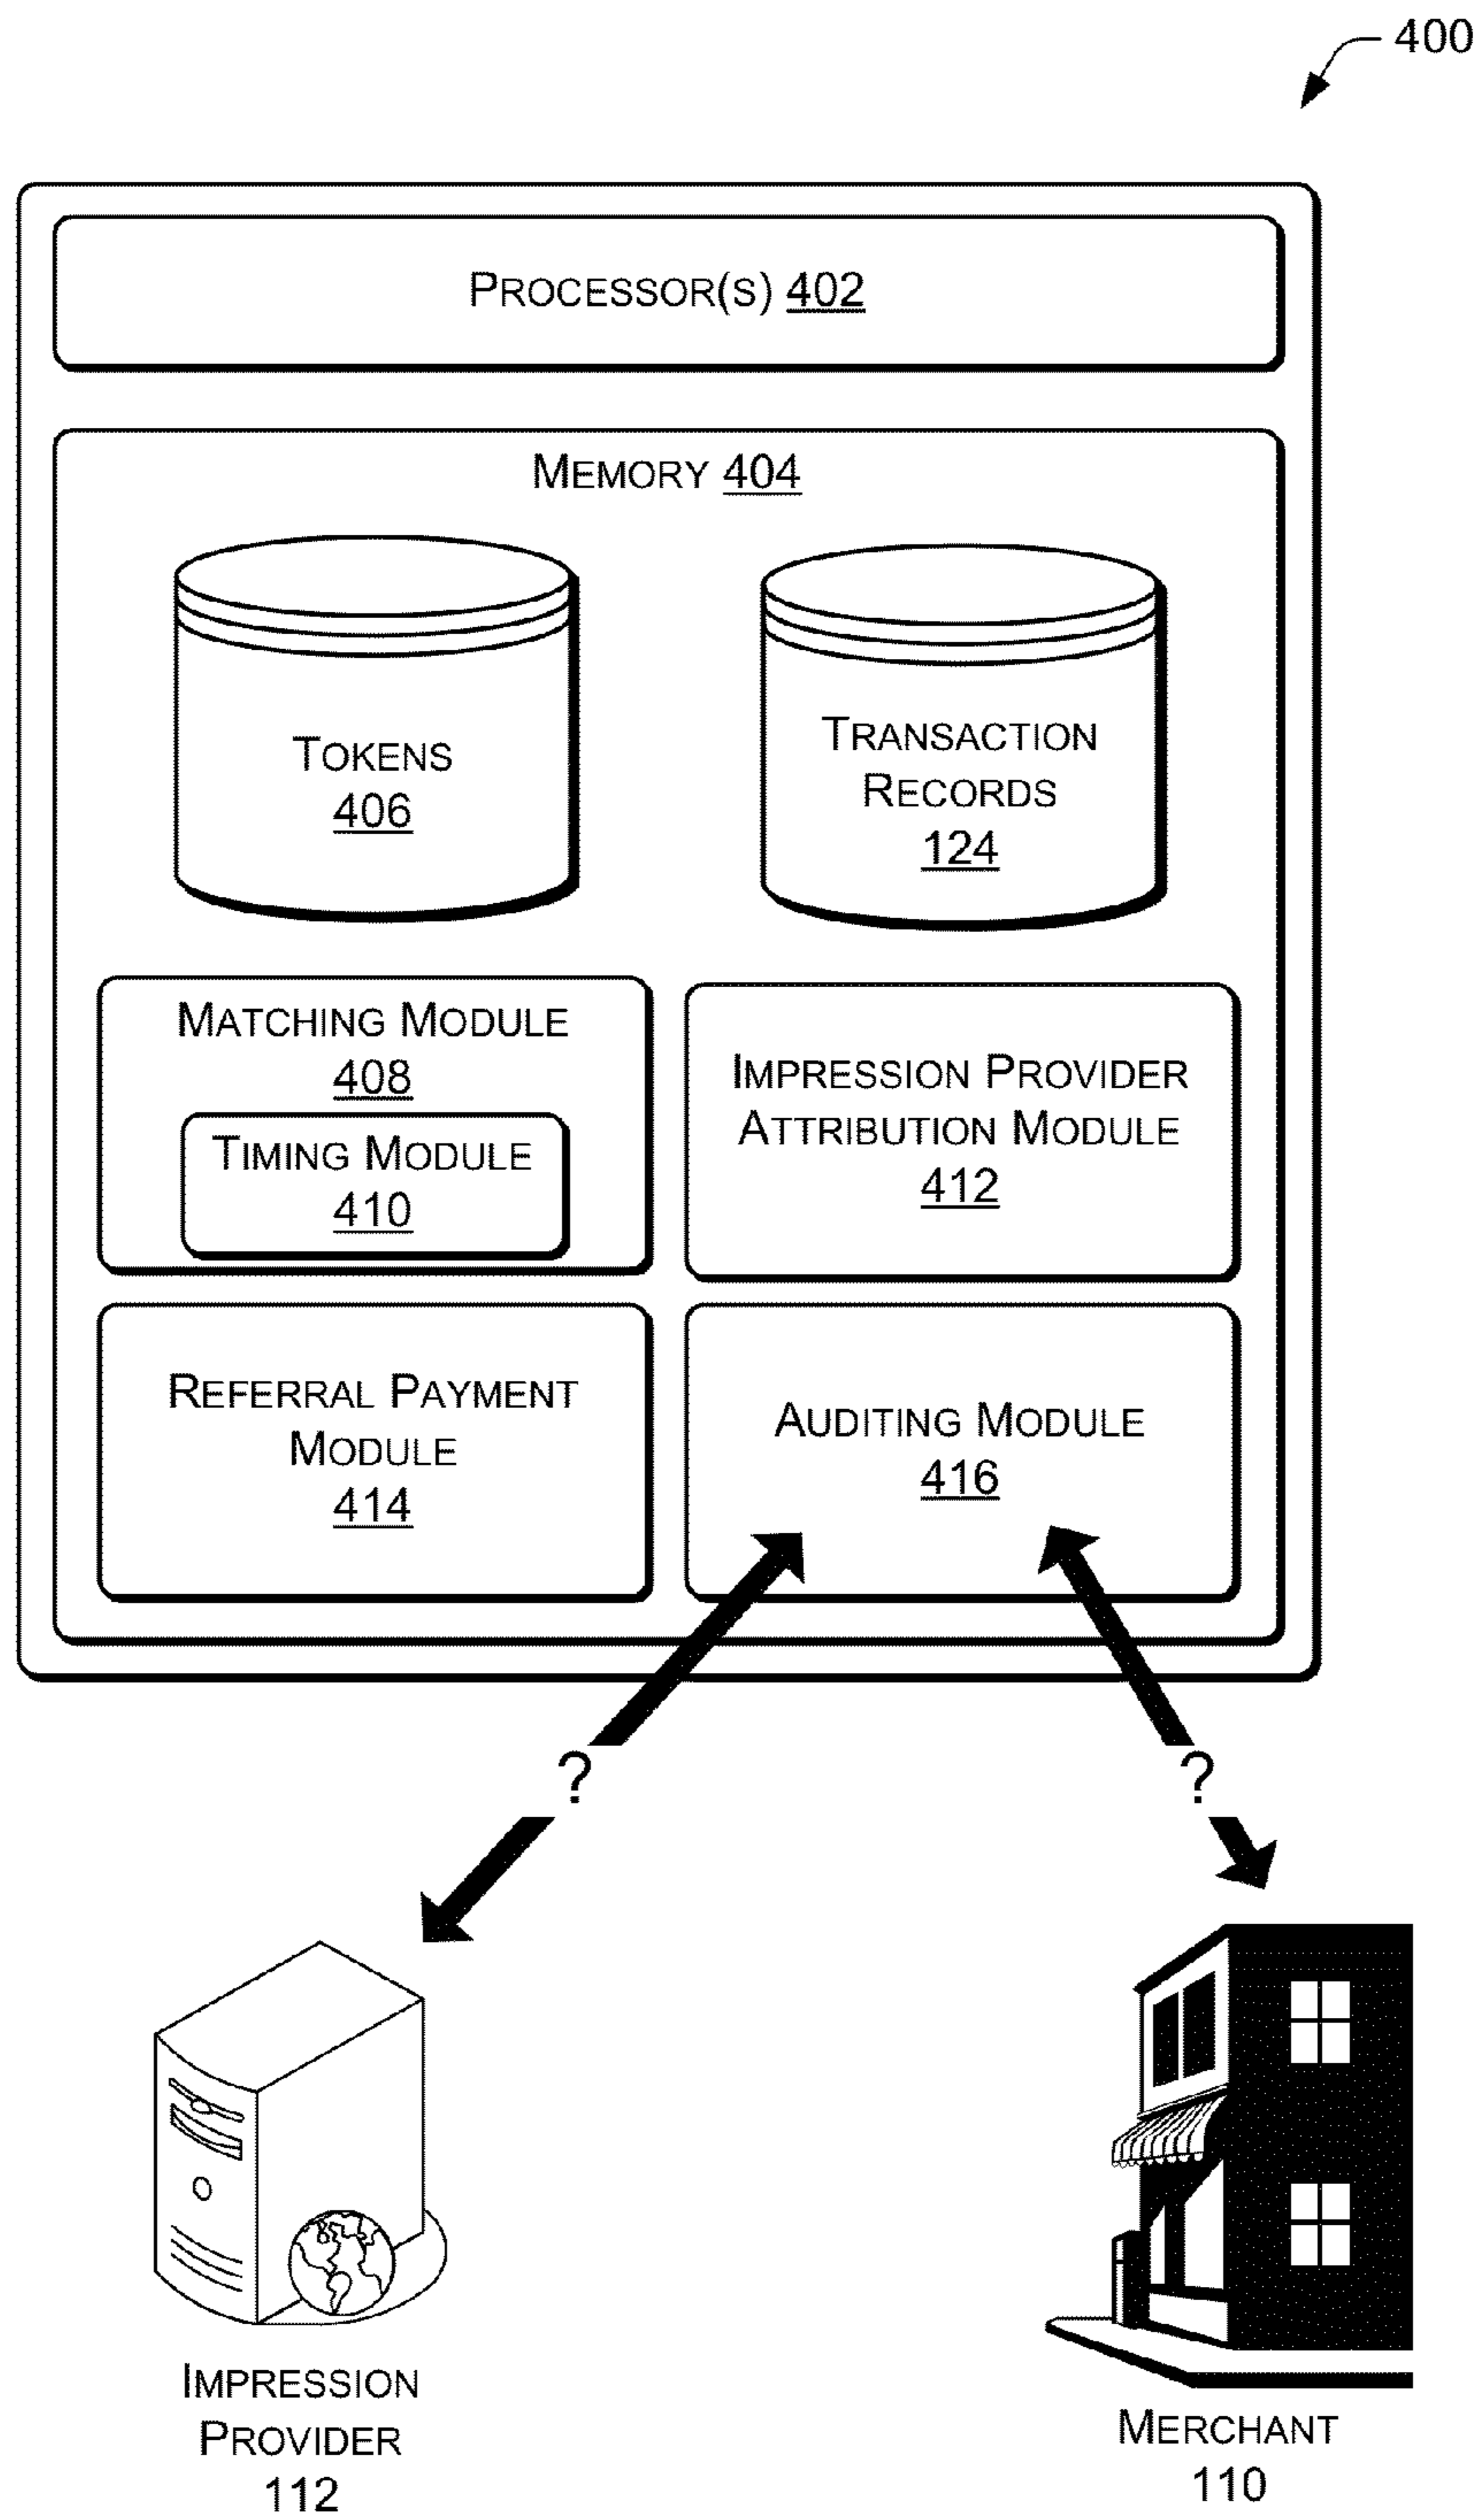 400
PROCESSOR(S) 402
MEMORY 404
TOKENS
406
TRANSACTION
RECORDS
124
MATCHING MODULE
408
TIMING MODULE
410
IMPRESSION PROVIDER
ATTRIBUTION MODULE
412
REFERRAL PAYMENT
MODULE
414
AUDITING MODULE
416
?
?
IMPRESSION
PROVIDER
112
MERCHANT
110